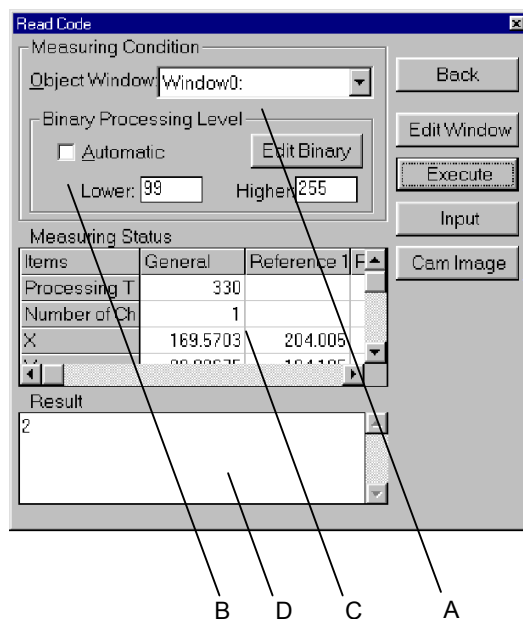 Read Code
Measuring Condition
Object Window: Window0:
Back
Binary Processing Level
Automatic
Edit Binary
Edit Window
Lower: 99 Higher 255
Execute
Input
Measuring Status
Items General Reference 1
Cam Image
Processing T 330
Number of Ch 1
X 169.5703 204.005
Result
2
B D C A